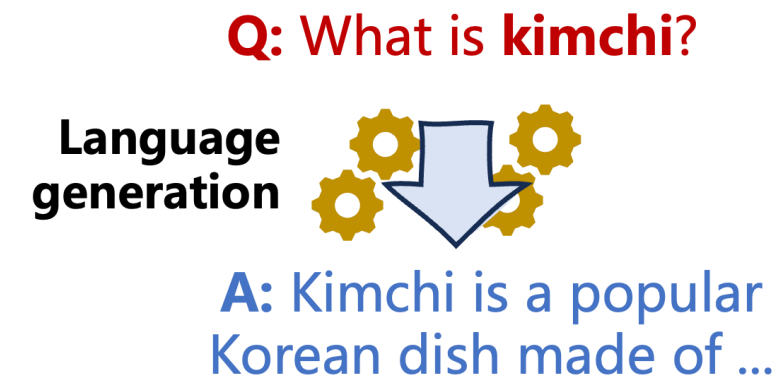 Q: What is kimchi?
Language
generation
A: Kimchi is a popular
Korean dish made of ...